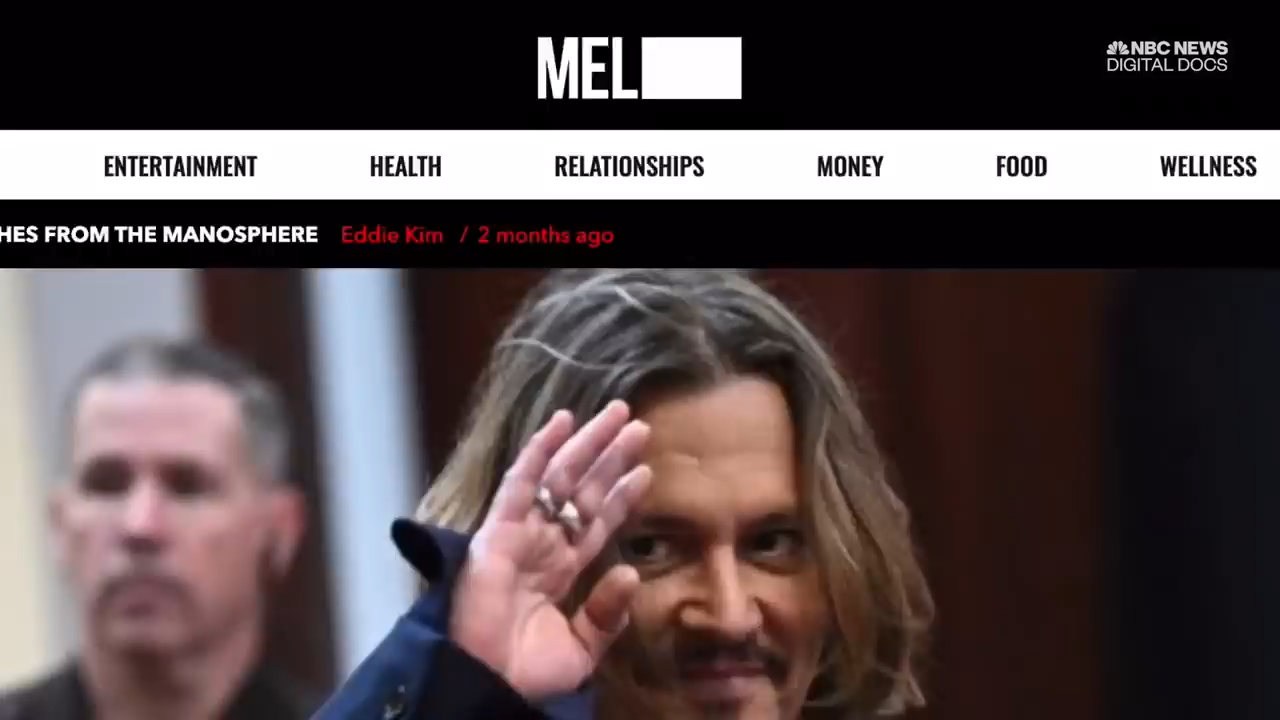 MEL
NBC NEWS
DIGITAL DOCS
ENTERTAINMENT HEALTH RELATIONSHIPS MONEY FOOD WELLNESS
HES FROM THE MANOSPHERE Eddie Kim / 2 months ago